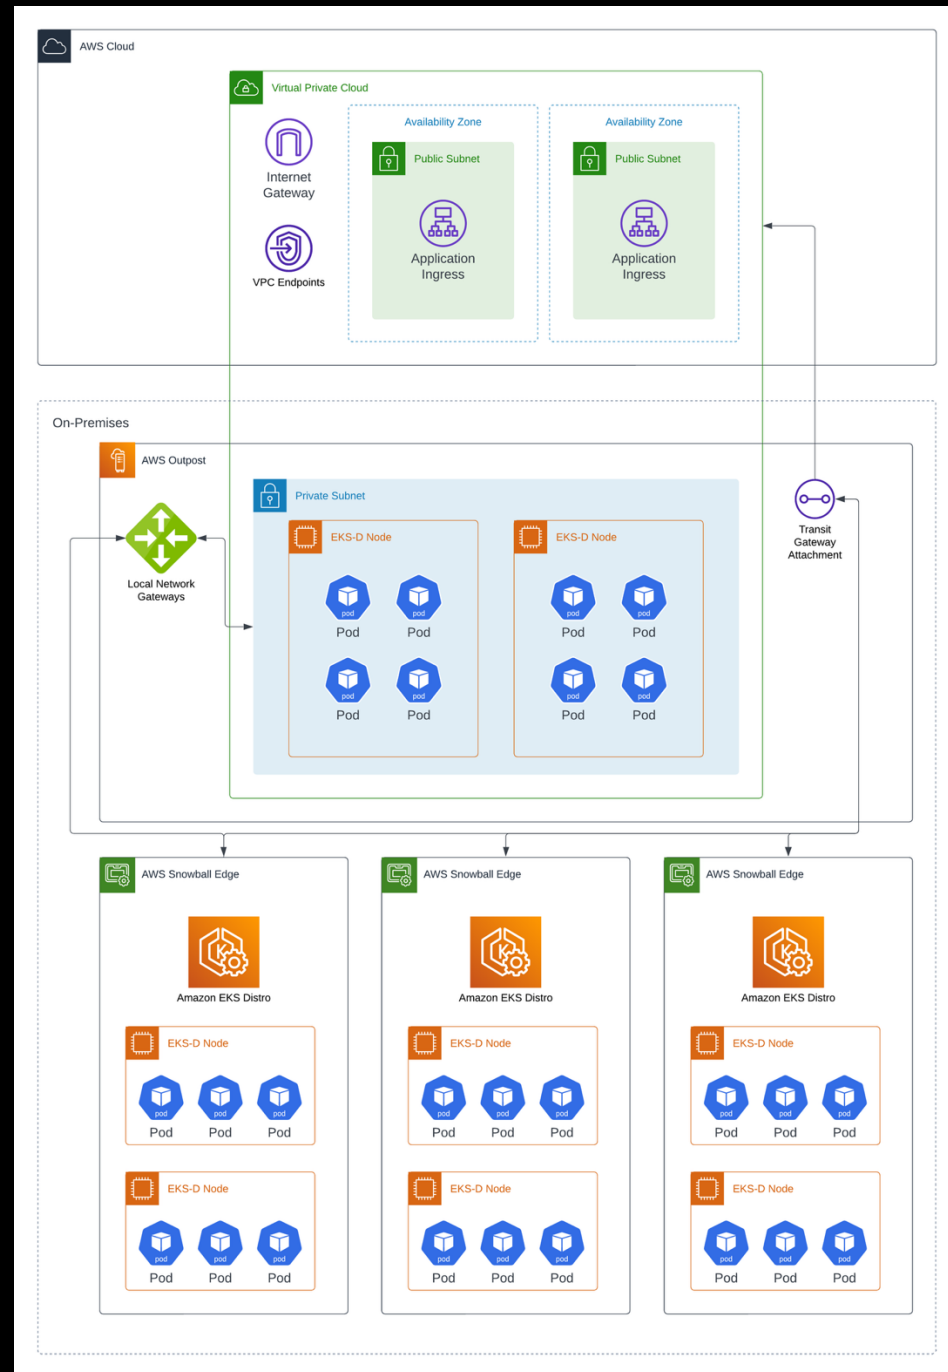 AWS Cloud
Virtual Private Cloud
Availability Zone
Availability Zone
Public Subnet
Public Subnet
Internet
Gateway
Application
Ingress
Application
Ingress
VPC Endpoints
On-Premises
AWS Outpost
Private Subnet
EKS-D Node
EKS-D Node
Transit
Gateway
Attachment
Local Network
Gateways
pod
pod
pod
pod
Pod
Pod
Pod
Pod
pod
pod
pod
pod
Pod
Pod
Pod
Pod
AWS Snowball Edge
AWS Snowball Edge
AWS Snowball Edge
Amazon EKS Distro
Amazon EKS Distro
Amazon EKS Distro
EKS-D Node
EKS-D Node
EKS-D Node
pod
pod
pod
pod
pod
pod
pod
pod
pod
Pod
Pod
Pod
Pod
Pod
Pod
Pod
Pod
Pod
EKS-D Node
EKS-D Node
EKS-D Node
pod
pod
pod
pod
pod
pod
pod
pod
pod
Pod
Pod
Pod
Pod
Pod
Pod
Pod
Pod
Pod